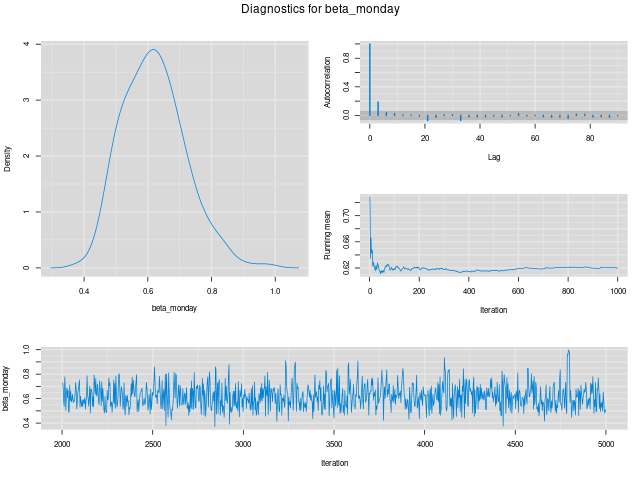 Diagnostics for beta_monday
Density
0 1 2 3 4
0.4 0.6 0.8 1.0
beta_monday
Autocorrelation
0.0 0.4 0.8
0 20 40 60 80
Lag
Running mean
0.62 0.66 0.70
0 200 400 600 800 1000
Iteration
beta_monday
0.4 0.6 0.8 1.0
2000 2500 3000 3500 4000 4500 5000
Iteration